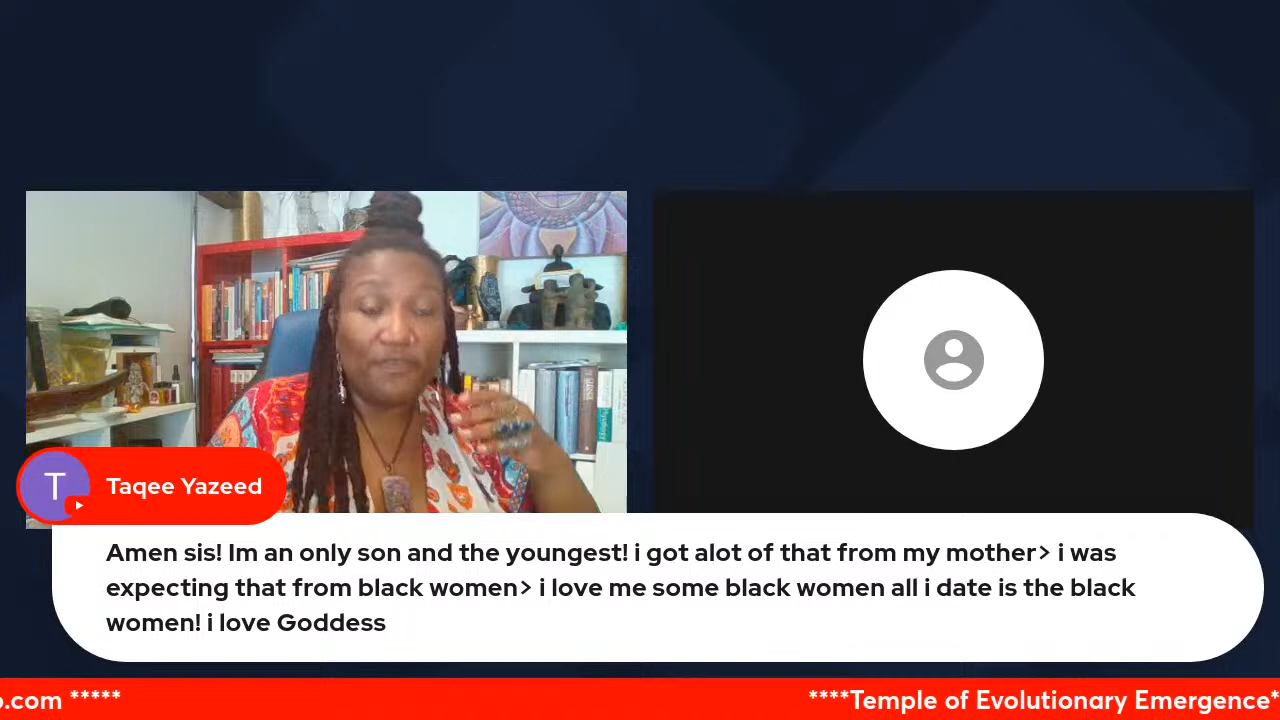 T
Taqee Yazeed
Amen sis! Im an only son and the youngest! i got alot of that from my mother> i was
expecting that from black women> i love me some black women all i date is the black
women! i love Goddess
o.com ***** ****Temple of Evolutionary Emergence*